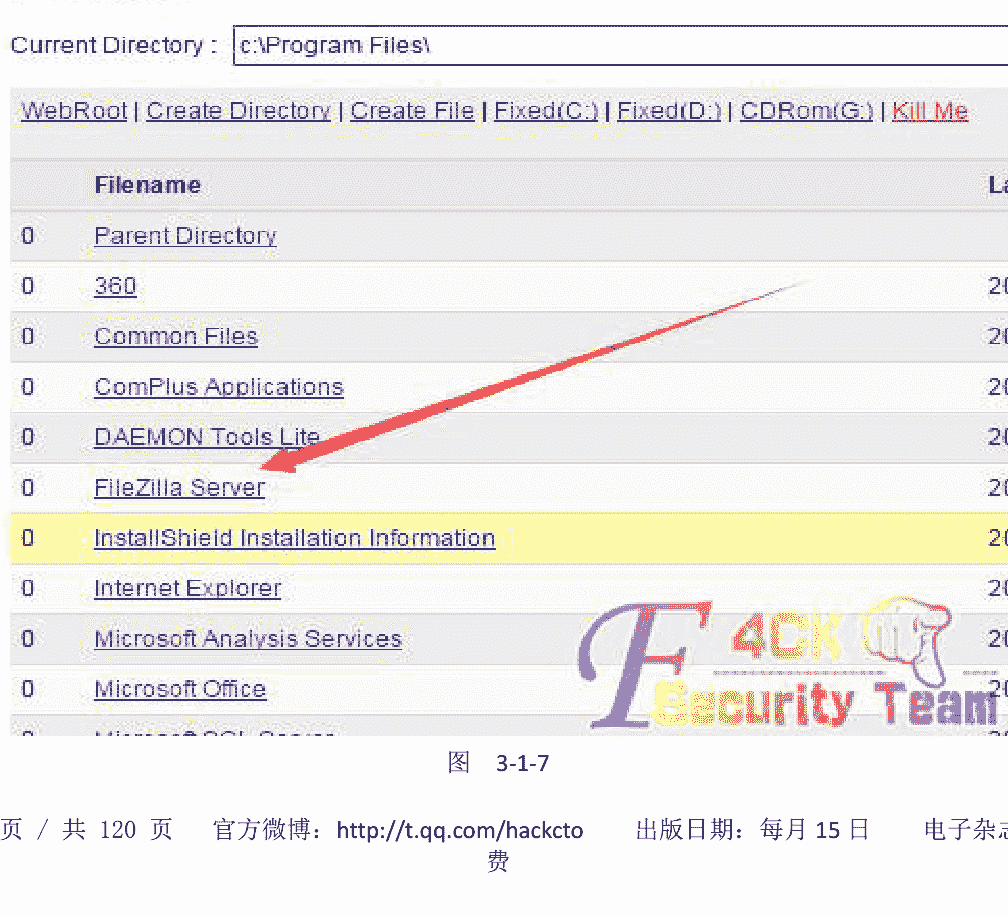 Current Directory : c:\Program Files\
WebRoot | Create Directory | Create File | Fixed(C:) | Fixed(D:) | CDRom(G:) | Kill Me
Filename
0 Parent Directory
0 360
0 Common Files
0 ComPlus Applications
0 DAEMON Tools Lite
0 FileZilla Server
0 InstallShield Installation Information
0 Internet Explorer
0 Microsoft Analysis Services
0 Microsoft Office
F4CK
Security Team
图 3-1-7
页 / 共 120 页 官方微博：http://t.qq.com/hackcto 出版日期：每月 15 日 电子杂志
费